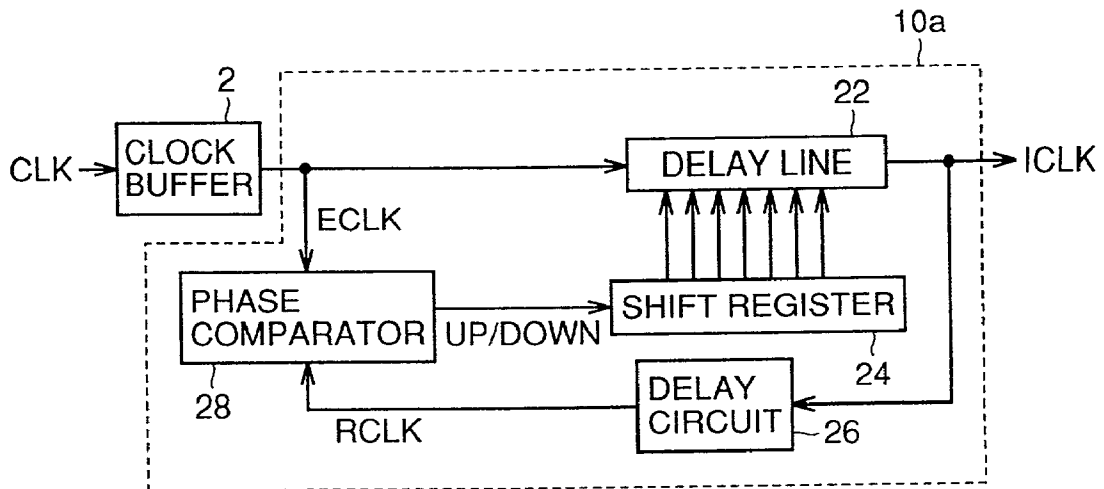 10a
2
22
CLK
CLOCK
BUFFER
DELAY LINE
ICLK
ECLK
PHASE
COMPARATOR
UP/DOWN
SHIFT REGISTER
28
24
RCLK
DELAY
CIRCUIT
26